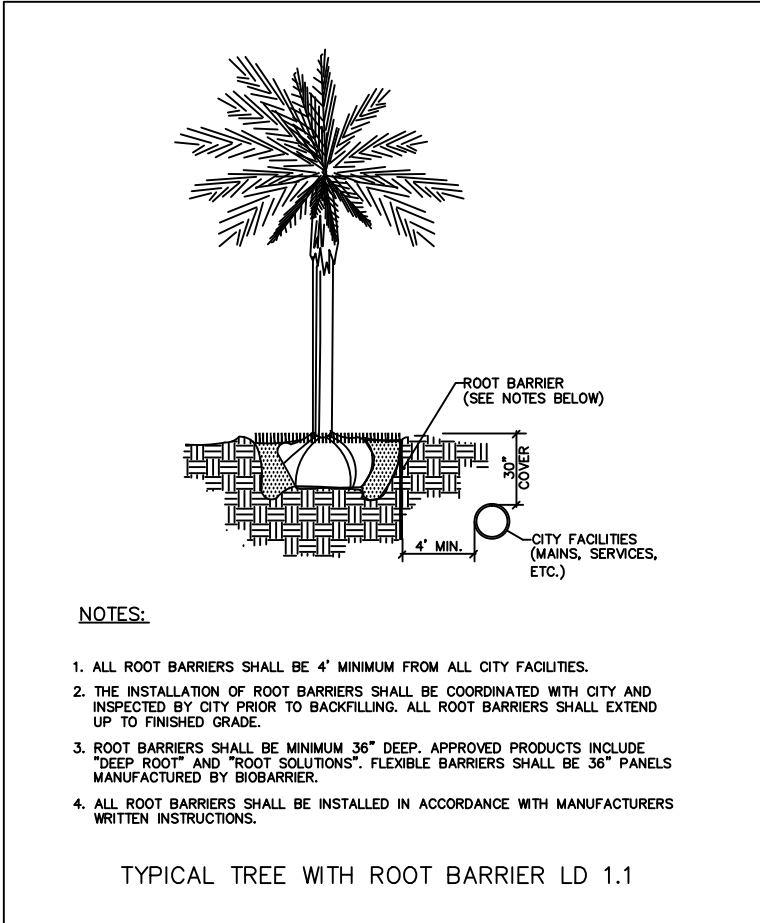 ROOT BARRIER
(SEE NOTES BELOW)
30"
COVER
4' MIN.
CITY FACILITIES
(MAINS, SERVICES,
ETC.)
NOTES:
1. ALL ROOT BARRIERS SHALL BE 4' MINIMUM FROM ALL CITY FACILITIES.
2. THE INSTALLATION OF ROOT BARRIERS SHALL BE COORDINATED WITH CITY AND
INSPECTED BY CITY PRIOR TO BACKFILLING. ALL ROOT BARRIERS SHALL EXTEND
UP TO FINISHED GRADE.
3. ROOT BARRIERS SHALL BE MINIMUM 36" DEEP. APPROVED PRODUCTS INCLUDE
"DEEP ROOT" AND "ROOT SOLUTIONS". FLEXIBLE BARRIERS SHALL BE 36" PANELS
MANUFACTURED BY BIOBARRIER.
4. ALL ROOT BARRIERS SHALL BE INSTALLED IN ACCORDANCE WITH MANUFACTURERS
WRITTEN INSTRUCTIONS.
TYPICAL TREE WITH ROOT BARRIER LD 1.1